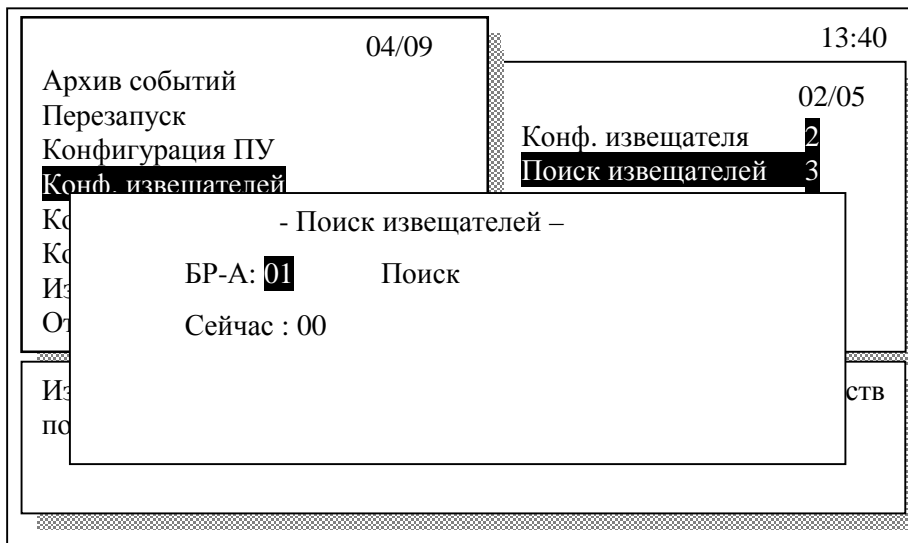 13:40
04/09
Архив событий
Перезапуск
Конфигурация ПУ
Конф. извещателей
02/05
Конф. извещателя 2
Поиск извещателей 3
- Поиск извещателей –
БР-А: 01 Поиск
Сейчас : 00